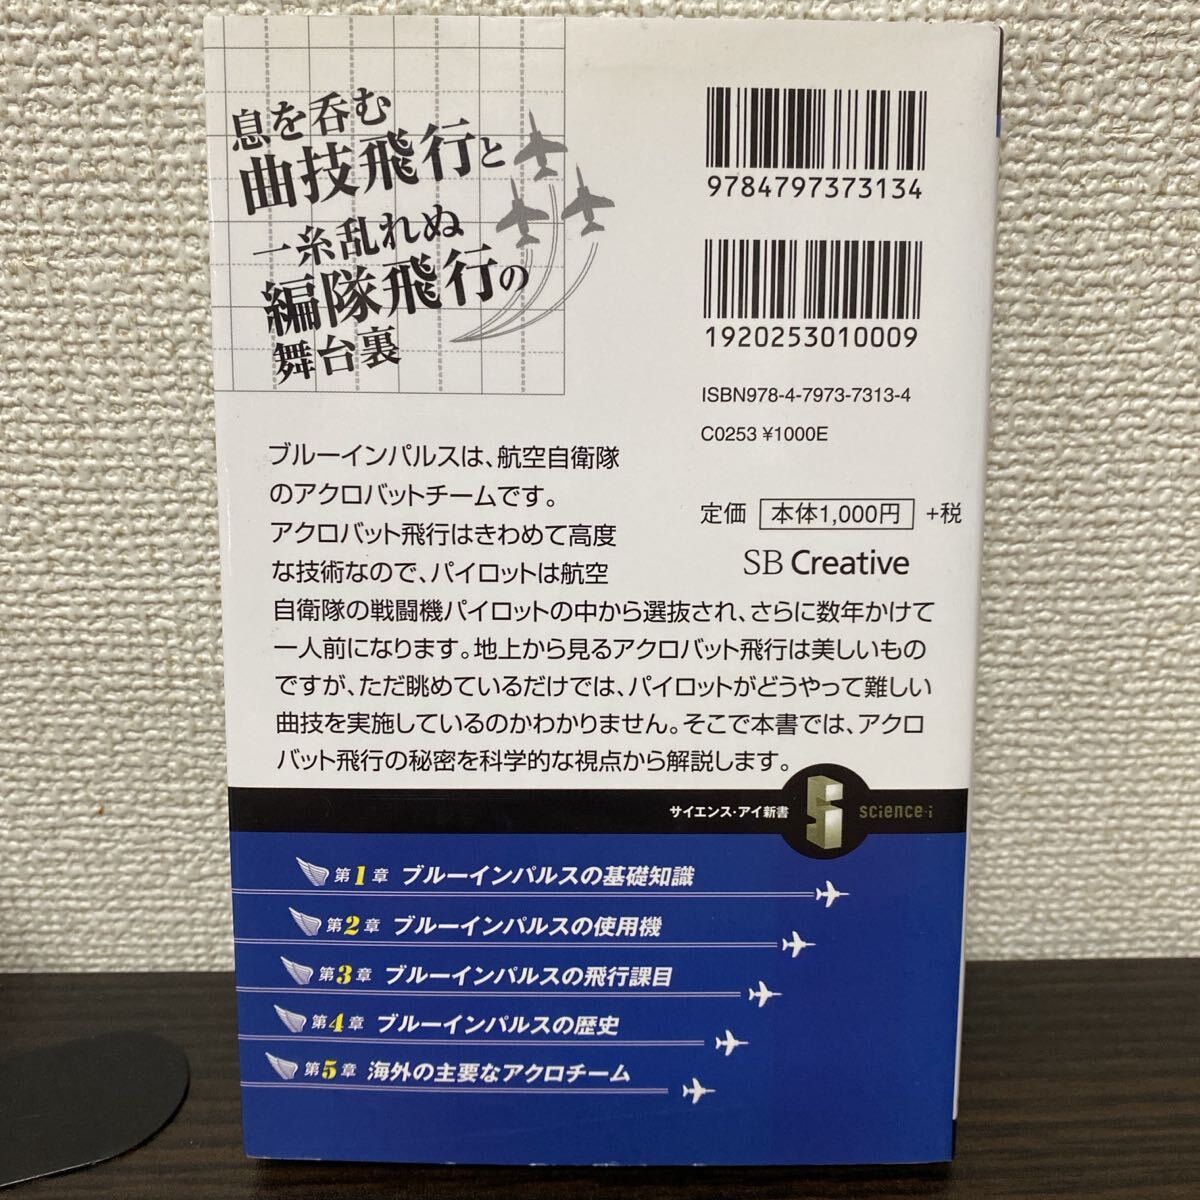 息を呑む
曲技飛行と
一糸乱れぬ
編隊飛行の
舞台裏
9784797373134
1920253010009
ISBN978-4-7973-7313-4
C0253 ¥1000E
定価 本体1,000円 +税
SB Creative
ブルーインパルスは、航空自衛隊
のアクロバットチームです。
アクロバット飛行はきわめて高度
な技術なので、パイロットは航空
自衛隊の戦闘機パイロットの中から選抜され、さらに数年かけて
一人前になります。地上から見るアクロバット飛行は美しいもの
ですが、ただ眺めているだけでは、パイロットがどうやって難しい
曲技を実施しているのかわかりません。そこで本書では、アクロ
バット飛行の秘密を科学的な視点から解説します。
サイエンス・アイ新書
science・i
第1章 ブルーインパルスの基礎知識
第2章 ブルーインパルスの使用機
第3章 ブルーインパルスの飛行課目
第4章 ブルーインパルスの歴史
第5章 海外の主要なアクロチーム